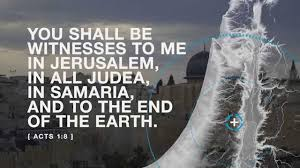 YOU SHALL BE
WITNESSES TO ME
IN JERUSALEM,
IN ALL JUDEA,
IN SAMARIA,
AND TO THE END
OF THE EARTH.
[ ACTS 1:8 ]